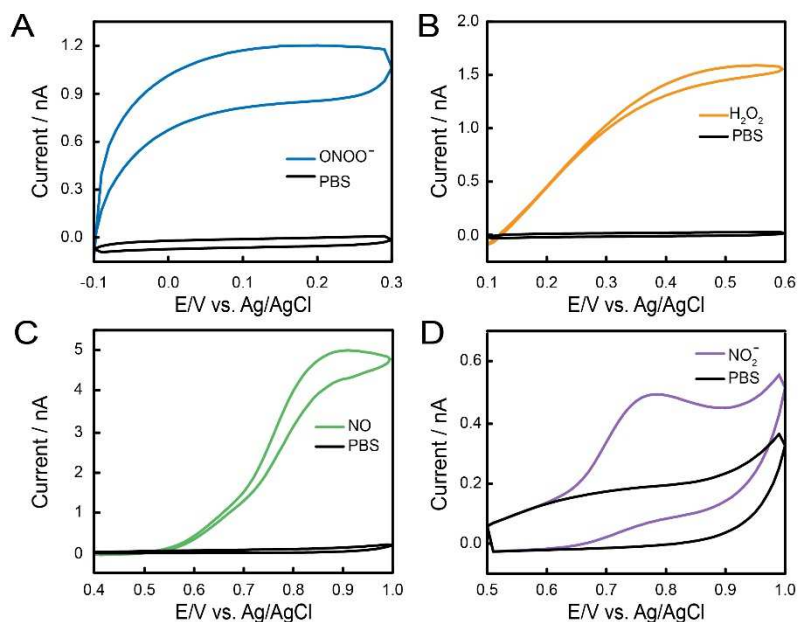 A
1.2
0.9
0.6
0.3
0.0
Current / nA
ONOO⁻
PBS
-0.1 0.0 0.1 0.2 0.3
E/V vs. Ag/AgCl
B
2.0
1.5
1.0
0.5
0.0
Current / nA
H₂O₂
PBS
0.1 0.2 0.3 0.4 0.5 0.6
E/V vs. Ag/AgCl
C
5
4
3
2
1
0
Current / nA
NO
PBS
0.4 0.5 0.6 0.7 0.8 0.9 1.0
E/V vs. Ag/AgCl
D
0.6
0.4
0.2
0.0
Current / nA
NO₂⁻
PBS
0.5 0.6 0.7 0.8 0.9 1.0
E/V vs. Ag/AgCl